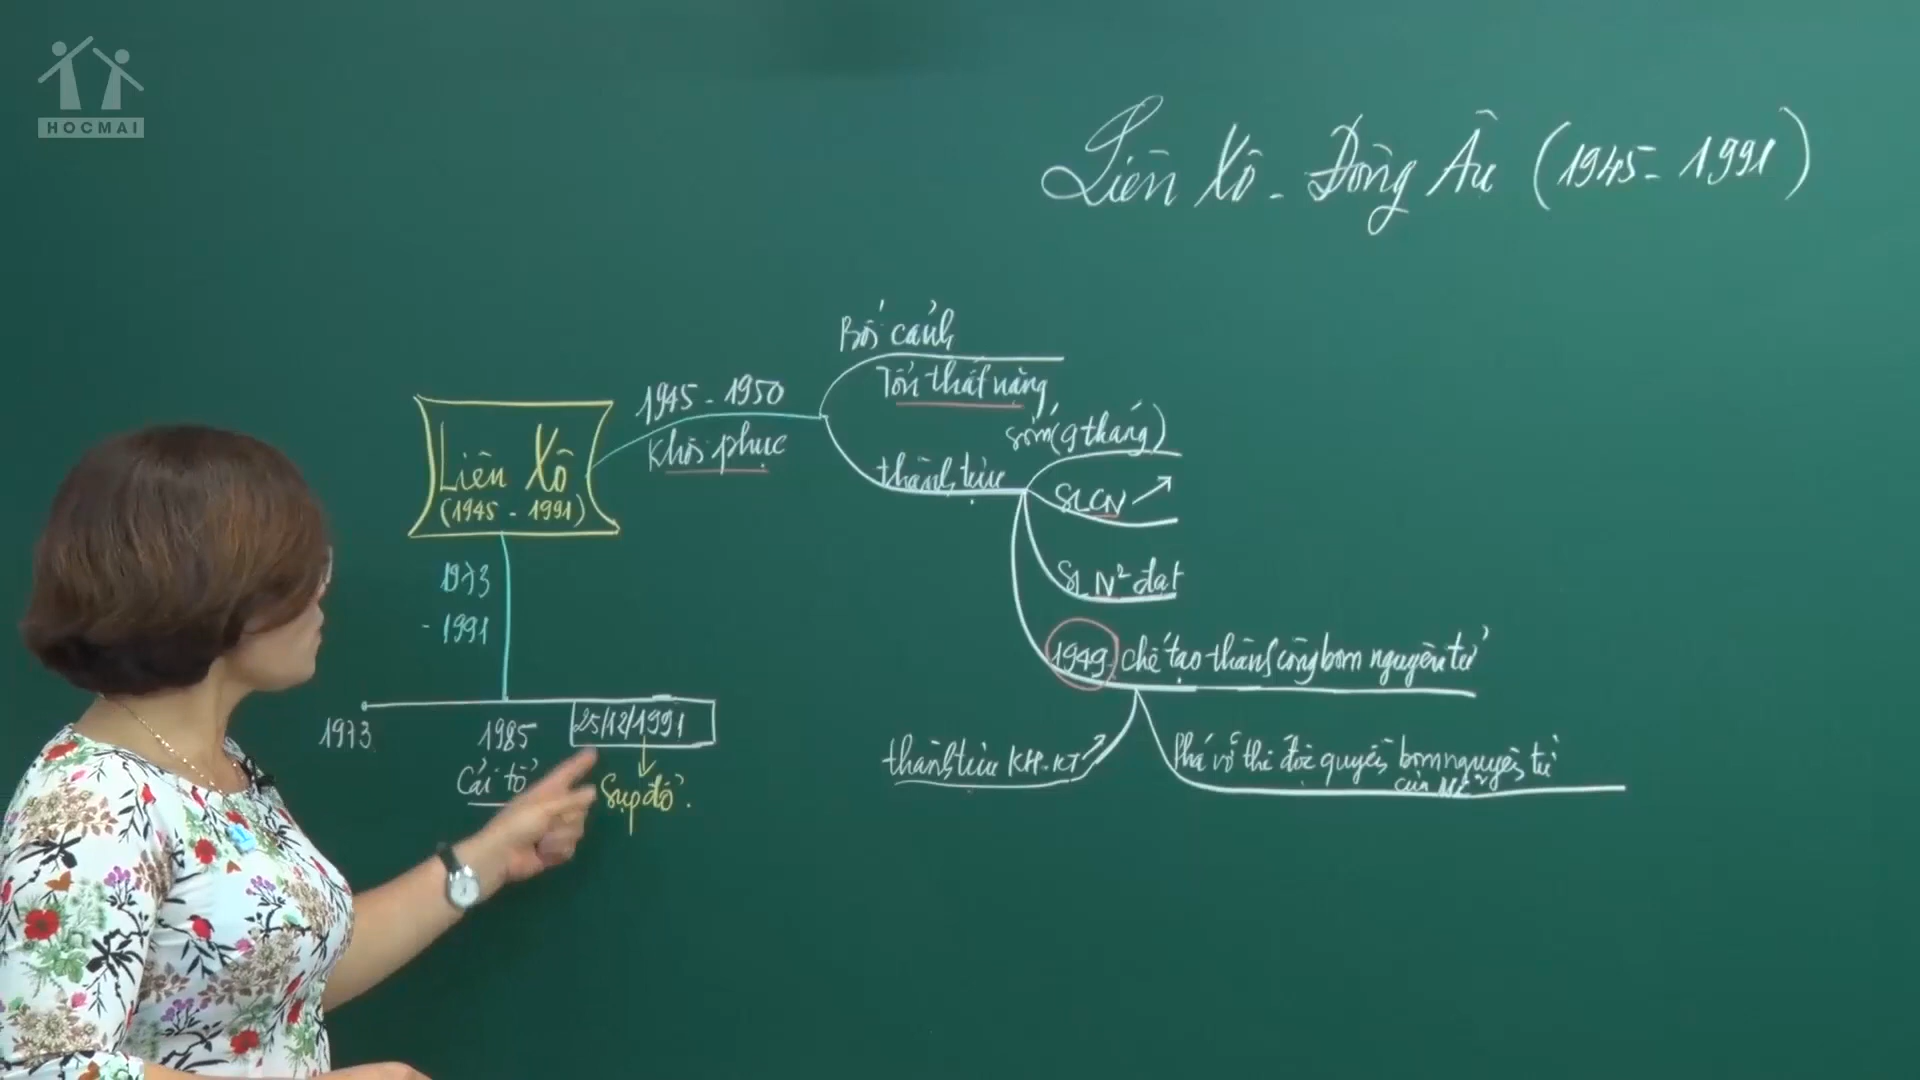 HOCMAI
Liên Xô - Đông Âu (1945 - 1991)
Liên Xô
(1945 - 1991)
1945 - 1950
Khôi phục
Bối cảnh
Tổn thất nặng
thành tựu
sớm (9 tháng)
SLCN
SL N² đạt
1949. chế tạo thành công bom nguyên tử
thành tựu KH-KT
Phá vỡ thế độc quyền bom nguyên tử
của Mĩ
1973
- 1991
1973
1985
Cải tổ
25/12/1991
Sụp đổ.